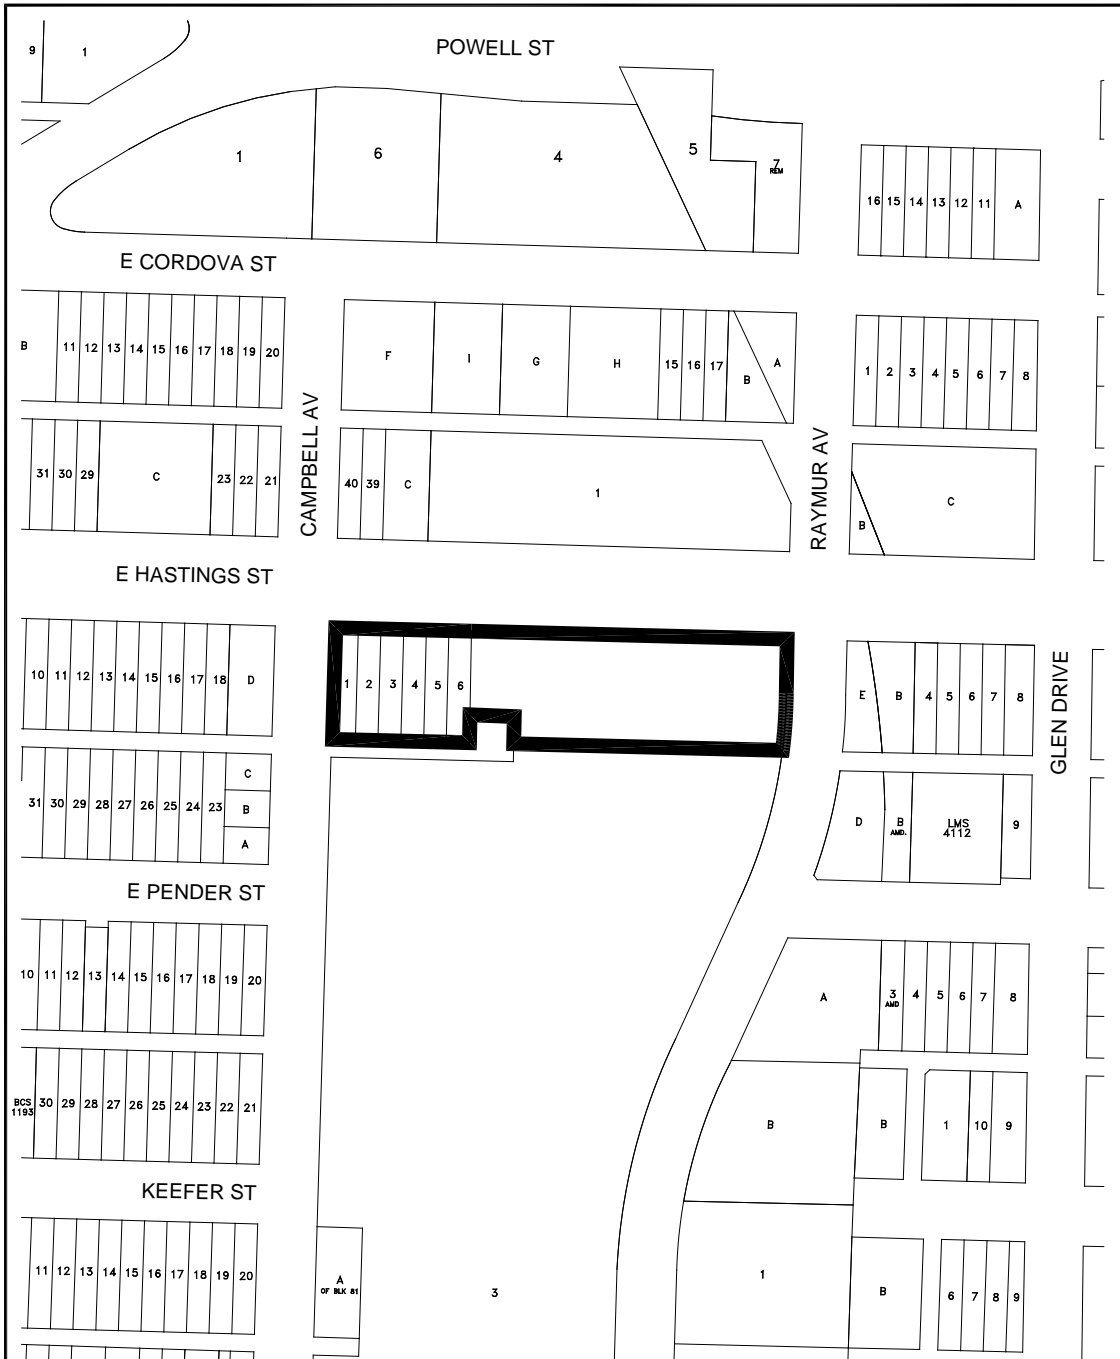 POWELL ST
9 1
1 6 4 5 7
REM
16 15 14 13 12 11 A
E CORDOVA ST
B 11 12 13 14 15 16 17 18 19 20
F I G H 15 16 17 B A
1 2 3 4 5 6 7 8
CAMPBELL AV
RAYMUR AV
31 30 29 C 23 22 21
40 39 C 1
B C
E HASTINGS ST
10 11 12 13 14 15 16 17 18 D
1 2 3 4 5 6
E B 4 5 6 7 8
GLEN DRIVE
31 30 29 28 27 26 25 24 23
C
B
A
D B
AMD.
LMS
4112
9
E PENDER ST
10 11 12 13 14 15 16 17 18 19 20
A 3
AMD
4 5 6 7 8
BCS
1193
30 29 28 27 26 25 24 23 22 21
B B 1 10 9
KEEFER ST
11 12 13 14 15 16 17 18 19 20
A
OF BLK 81
3
1 B 6 7 8 9